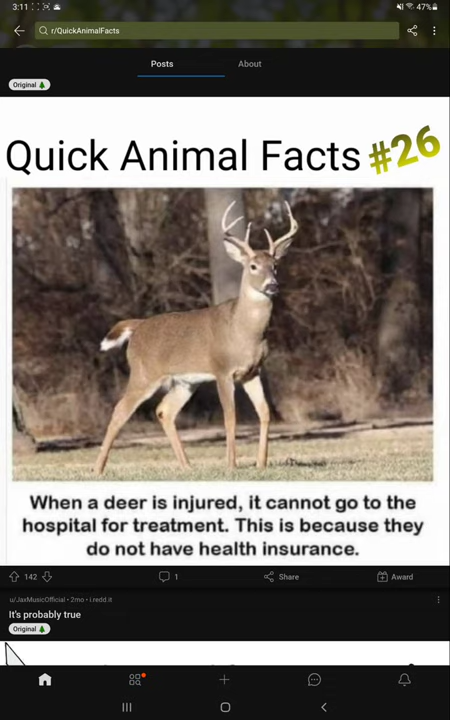 3:11 47%
r/QuickAnimalFacts
Posts About
Original
Quick Animal Facts #26
When a deer is injured, it cannot go to the
hospital for treatment. This is because they
do not have health insurance.
142 1 Share Award
u/JaxMusicOfficial • 2mo • i.redd.it
It's probably true
Original